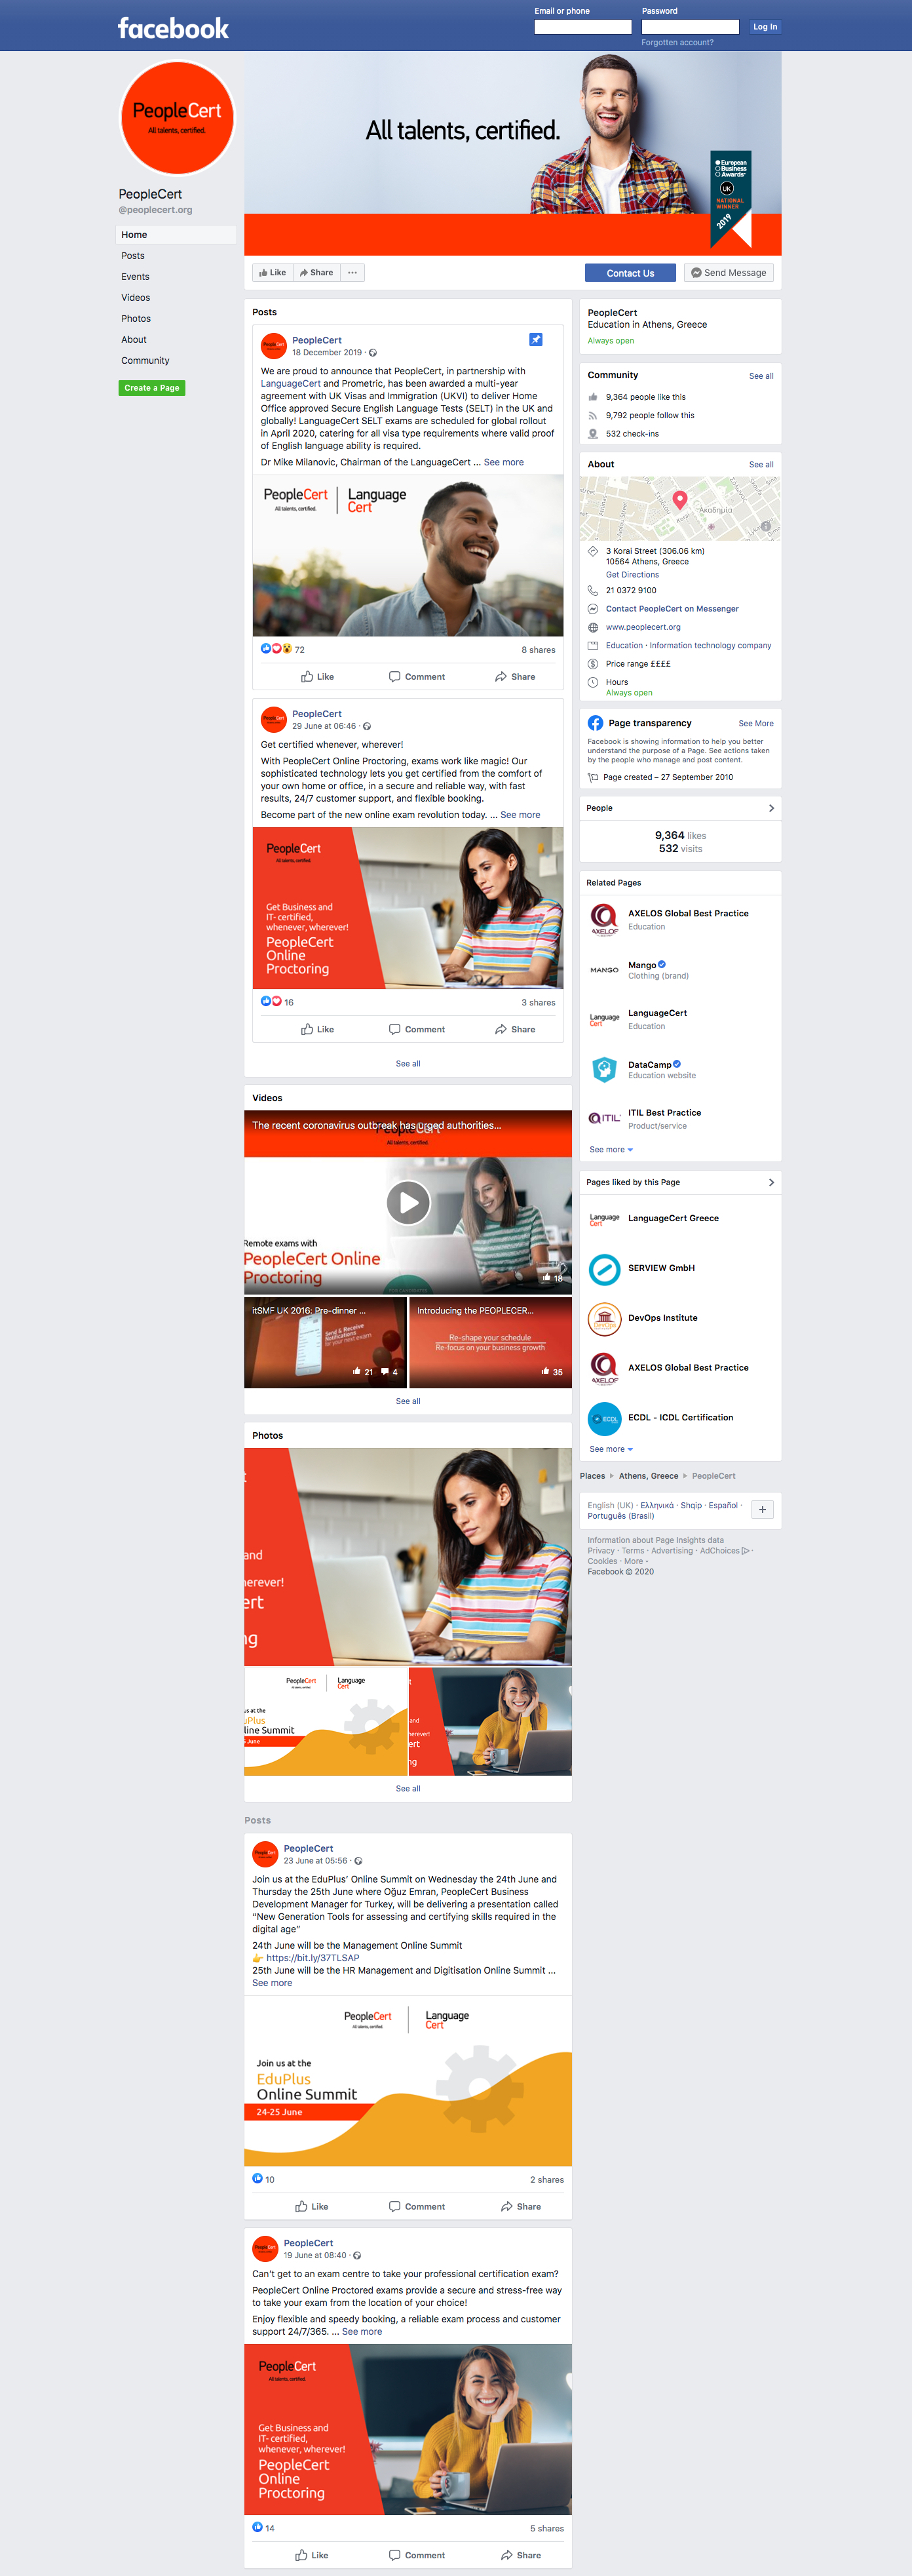 facebook
Email or phone
Password
Log In
Forgotten account?
PeopleCert
All talents, certified.
PeopleCert
@peoplecert.org
Home
Posts
Events
Videos
Photos
About
Community
Create a Page
All talents, certified.
European
Business
Awards
UK
NATIONAL
WINNER
2019
Like
Share
Contact Us
Send Message
Posts
PeopleCert
18 December 2019 ·
We are proud to announce that PeopleCert, in partnership with
LanguageCert and Prometric, has been awarded a multi-year
agreement with UK Visas and Immigration (UKVI) to deliver Home
Office approved Secure English Language Tests (SELT) in the UK and
globally! LanguageCert SELT exams are scheduled for global rollout
in April 2020, catering for all visa type requirements where valid proof
of English language ability is required.
Dr Mike Milanovic, Chairman of the LanguageCert ... See more
PeopleCert
All talents, certified.
Language
Cert
72
8 shares
Like
Comment
Share
PeopleCert
29 June at 06:46 ·
Get certified whenever, wherever!
With PeopleCert Online Proctoring, exams work like magic! Our
sophisticated technology lets you get certified from the comfort of
your own home or office, in a secure and reliable way, with fast
results, 24/7 customer support, and flexible booking.
Become part of the new online exam revolution today. ... See more
PeopleCert
All talents, certified.
Get Business and
IT- certified,
whenever, wherever!
PeopleCert
Online
Proctoring
16
3 shares
Like
Comment
Share
See all
Videos
The recent coronavirus outbreak has urged authorities...
PeopleCert
All talents, certified.
Remote exams with
PeopleCert Online
Proctoring
18
itSMF UK 2016: Pre-dinner ...
Send & Receive
Notifications
for your next exam
21
4
Introducing the PEOPLECER...
Re-shape your schedule
Re-focus on your business growth
35
See all
Photos
t
and
erever!
ert
ng
PeopleCert
All talents, certified.
Language
Cert
us at the
duPlus
line Summit
June
t
and
herever!
ert
ng
See all
Posts
PeopleCert
23 June at 05:56 ·
Join us at the EduPlus' Online Summit on Wednesday the 24th June and
Thursday the 25th June where Oğuz Emran, PeopleCert Business
Development Manager for Turkey, will be delivering a presentation called
"New Generation Tools for assessing and certifying skills required in the
digital age"
24th June will be the Management Online Summit
👉 https://bit.ly/37TLSAP
25th June will be the HR Management and Digitisation Online Summit ...
See more
PeopleCert
All talents, certified.
Language
Cert
Join us at the
EduPlus
Online Summit
24-25 June
10
2 shares
Like
Comment
Share
PeopleCert
19 June at 08:40 ·
Can't get to an exam centre to take your professional certification exam?
PeopleCert Online Proctored exams provide a secure and stress-free way
to take your exam from the location of your choice!
Enjoy flexible and speedy booking, a reliable exam process and customer
support 24/7/365. ... See more
PeopleCert
All talents, certified.
Get Business and
IT- certified,
whenever, wherever!
PeopleCert
Online
Proctoring
14
5 shares
Like
Comment
Share
PeopleCert
Education in Athens, Greece
Always open
Community
See all
9,364 people like this
9,792 people follow this
532 check-ins
About
See all
Ακαδημία
3 Korai Street (306.06 km)
10564 Athens, Greece
Get Directions
21 0372 9100
Contact PeopleCert on Messenger
www.peoplecert.org
Education · Information technology company
Price range ££££
Hours
Always open
Page transparency
See More
Facebook is showing information to help you better
understand the purpose of a Page. See actions taken
by the people who manage and post content.
Page created – 27 September 2010
People
9,364 likes
532 visits
Related Pages
AXELOS Global Best Practice
Education
MANGO
Mango
Clothing (brand)
Language
Cert
LanguageCert
Education
DataCamp
Education website
ITIL
ITIL Best Practice
Product/service
See more
Pages liked by this Page
Language
Cert
LanguageCert Greece
SERVIEW GmbH
DevOps
DevOps Institute
AXELOS Global Best Practice
ECDL
ECDL - ICDL Certification
See more
Places
Athens, Greece
PeopleCert
English (UK) · Ελληνικά · Shqip · Español ·
Português (Brasil)
Information about Page Insights data
Privacy · Terms · Advertising · AdChoices ·
Cookies · More
Facebook © 2020